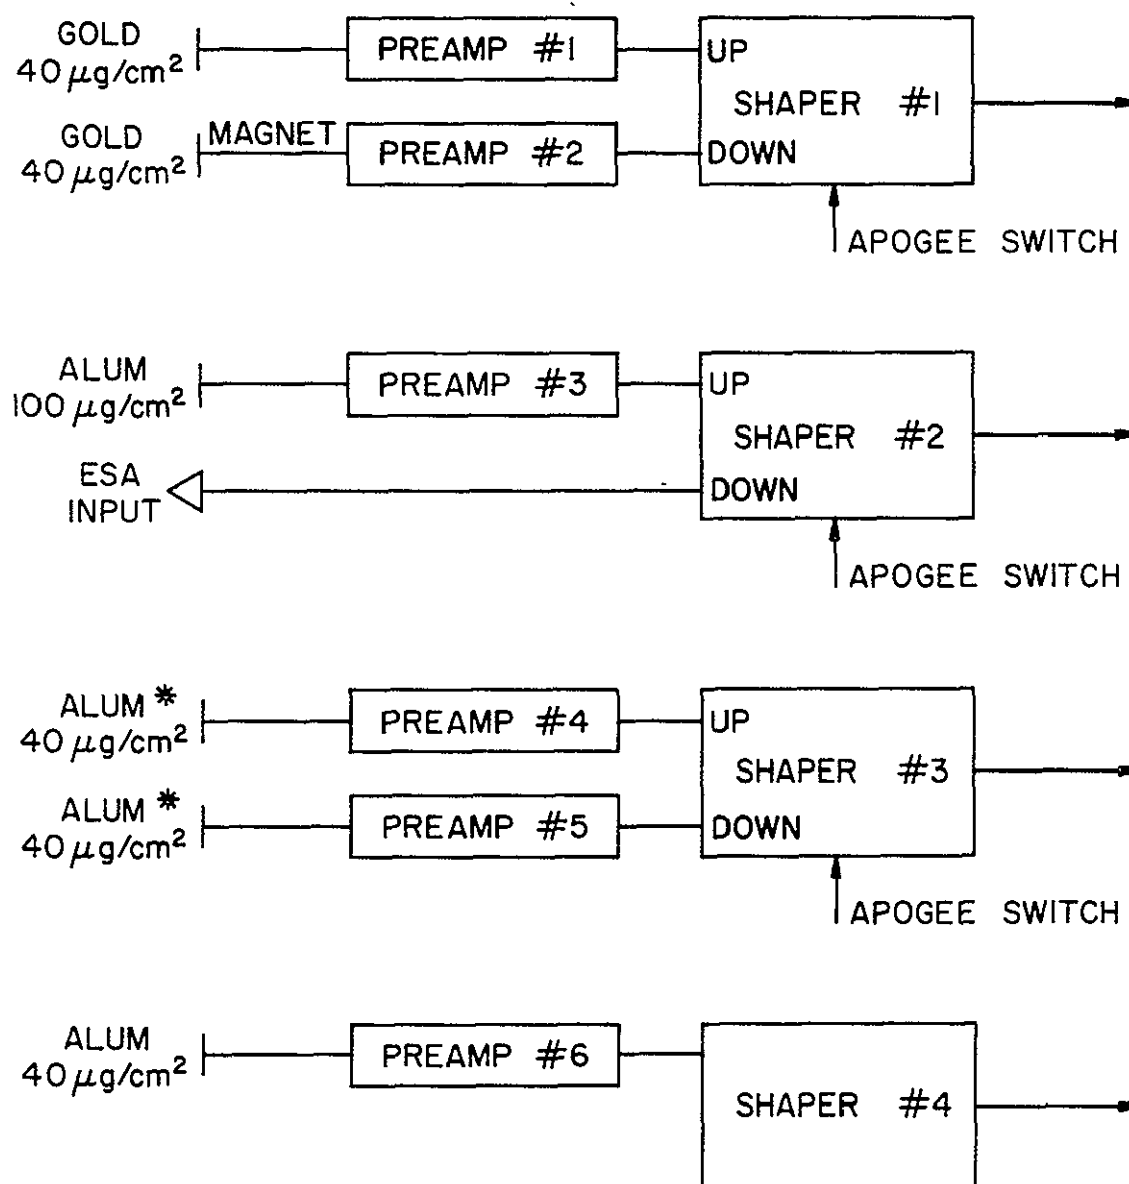 GOLD
40 μg/cm²
PREAMP #1
UP
SHAPER #1
GOLD
40 μg/cm²
MAGNET
PREAMP #2
DOWN
APOGEE SWITCH
ALUM
100 μg/cm²
PREAMP #3
UP
SHAPER #2
ESA
INPUT
DOWN
APOGEE SWITCH
ALUM *
40 μg/cm²
PREAMP #4
UP
SHAPER #3
ALUM *
40 μg/cm²
PREAMP #5
DOWN
APOGEE SWITCH
ALUM
40 μg/cm²
PREAMP #6
SHAPER #4